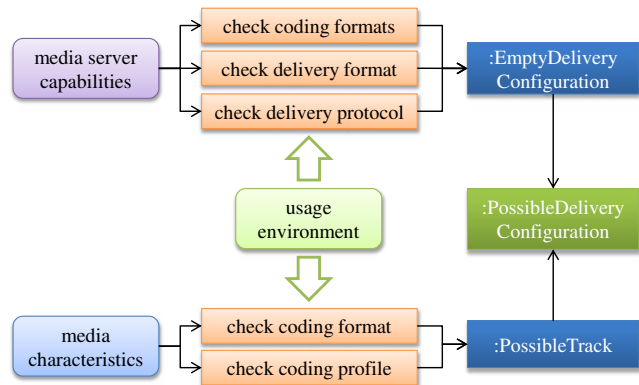 check coding formats
media server
capabilities
check delivery format
check delivery protocol
:EmptyDelivery
Configuration
usage
environment
:PossibleDelivery
Configuration
media
characteristics
check coding format
check coding profile
:PossibleTrack